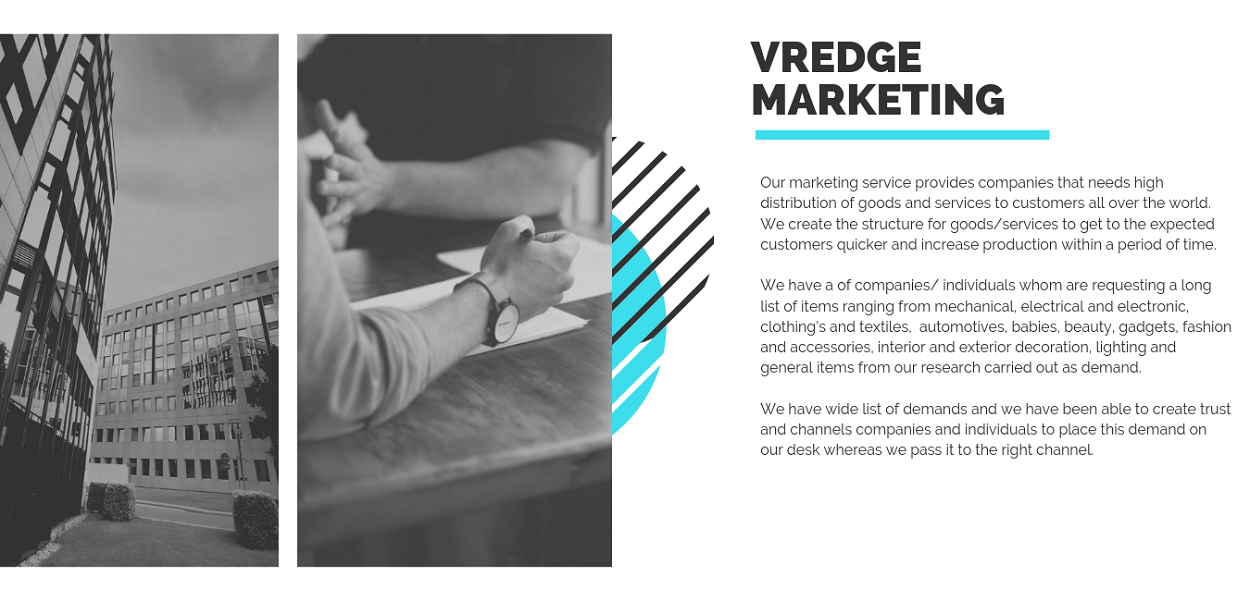 VREDGE
MARKETING
Our marketing service provides companies that needs high
distribution of goods and services to customers all over the world.
We create the structure for goods/services to get to the expected
customers quicker and increase production within a period of time.
We have a of companies/ individuals whom are requesting a long
list of items ranging from mechanical, electrical and electronic,
clothing's and textiles,  automotives, babies, beauty, gadgets, fashion
and accessories, interior and exterior decoration, lighting and
general items from our research carried out as demand.
We have wide list of demands and we have been able to create trust
and channels companies and individuals to place this demand on
our desk whereas we pass it to the right channel.